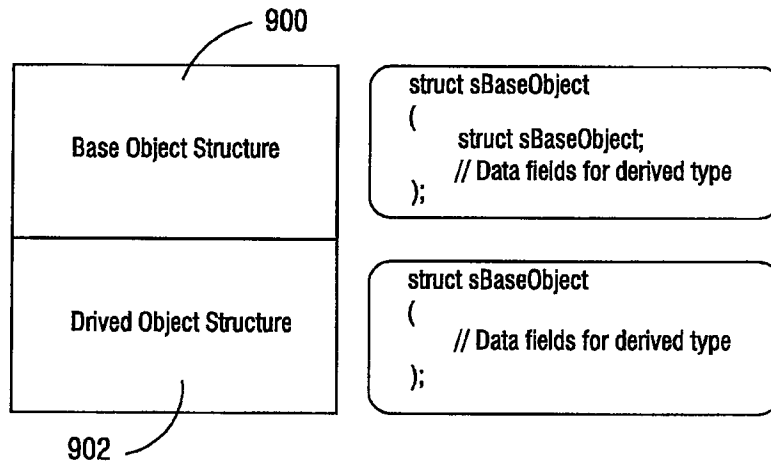 900
Base Object Structure
struct sBaseObject
(
struct sBaseObject;
// Data fields for derived type
);
Drived Object Structure
struct sBaseObject
(
// Data fields for derived type
);
902